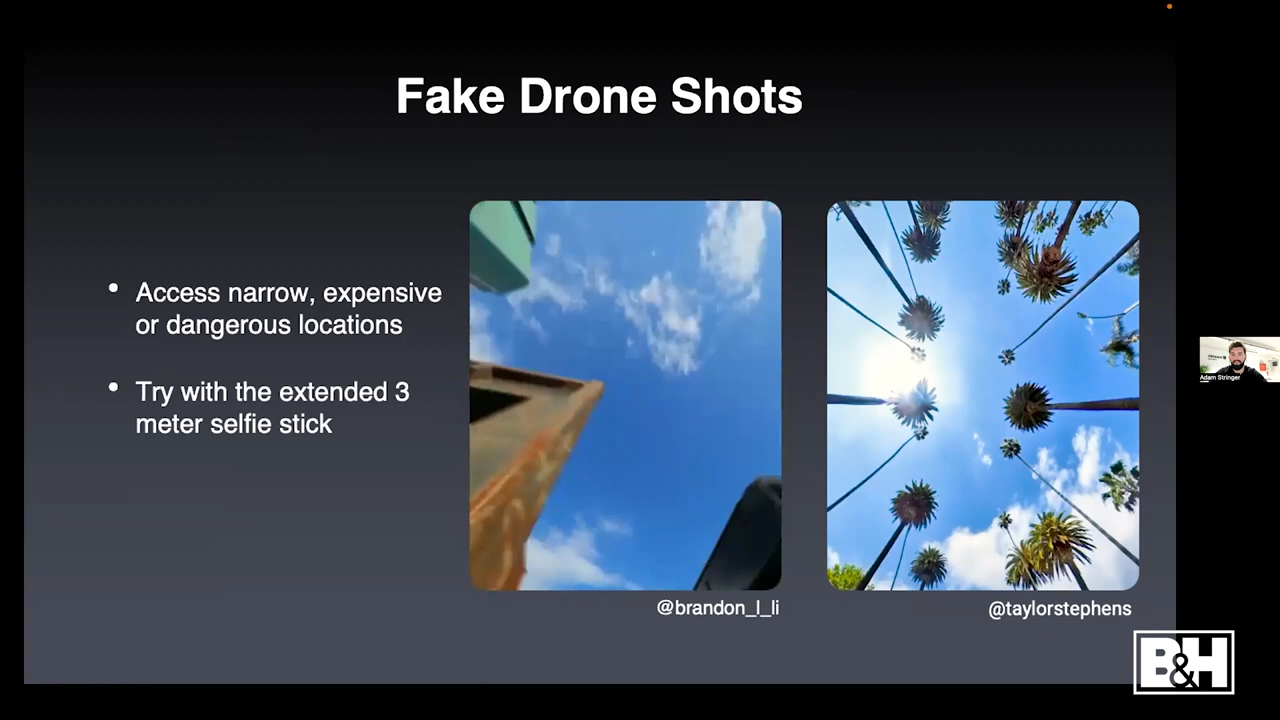 Fake Drone Shots
• Access narrow, expensive
or dangerous locations
• Try with the extended 3
meter selfie stick
@brandon_l_li
@taylorstephens
Adam Stringer
B&H